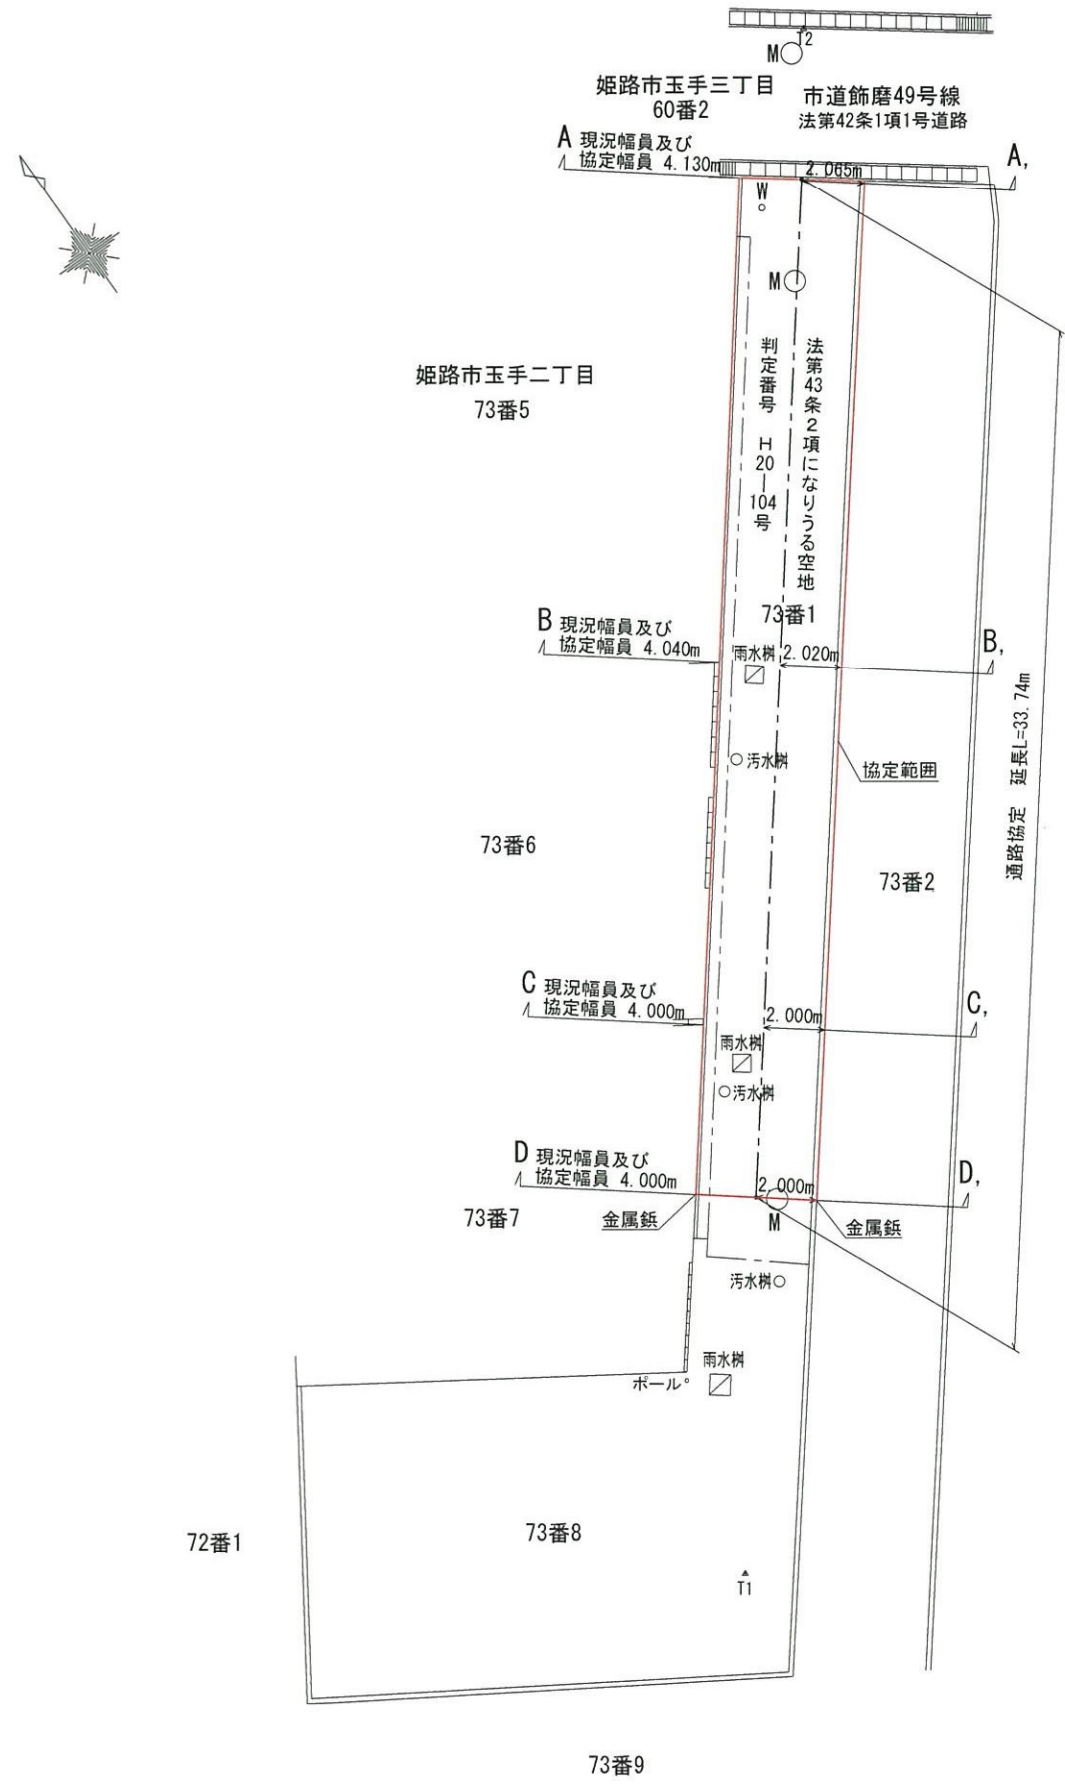 T2
M
姫路市玉手三丁目
60番2
市道飾磨49号線
法第42条1項1号道路
A 現況幅員及び
協定幅員 4.130m
2.065m
A,
W
M
姫路市玉手二丁目
73番5
法第43条2項になりうる空地
判定番号 H20-104号
73番1
B 現況幅員及び
協定幅員 4.040m
雨水桝
2.020m
B,
汚水桝
協定範囲
通路協定 延長L=33.74m
73番6
73番2
C 現況幅員及び
協定幅員 4.000m
2.000m
C,
雨水桝
汚水桝
D 現況幅員及び
協定幅員 4.000m
2.000m
D,
73番7
金属鋲
M
金属鋲
汚水桝
雨水桝
ポール
72番1
73番8
T1
73番9